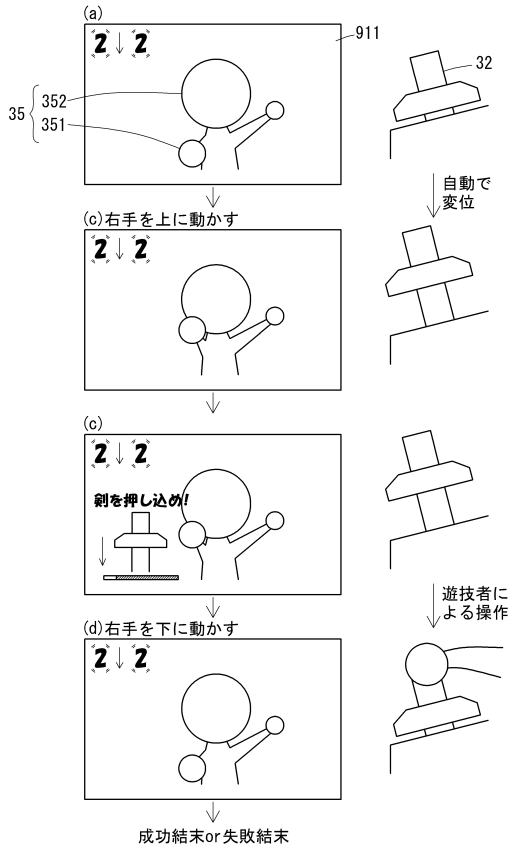 (a)
2↓2
911
32
35
352
351
自動で
変位
(c)右手を上に動かす
2↓2
(c)
2↓2
剣を押し込め!
遊技者に
よる操作
(d)右手を下に動かす
2↓2
成功結末or失敗結末